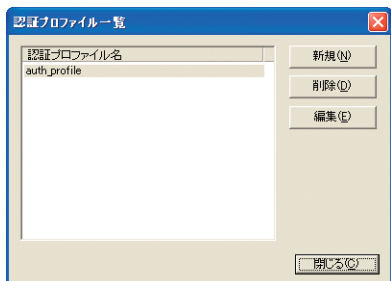 認証プロファイル一覧
認証プロファイル名
auth_profile
新規(N)
削除(D)
編集(E)
閉じる(C)